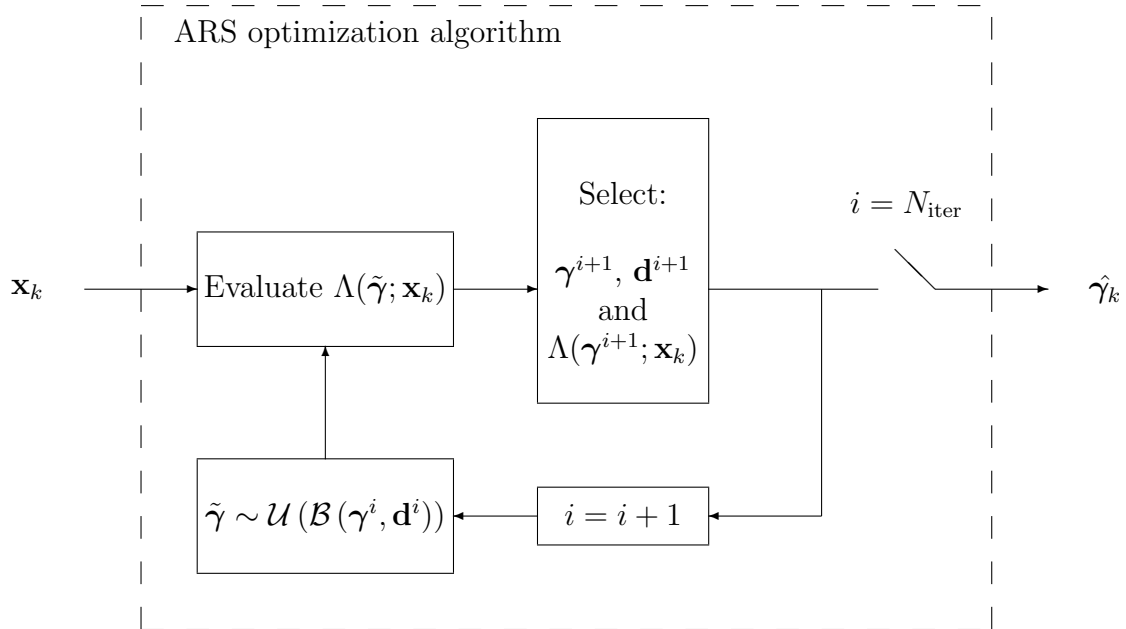 ARS optimization algorithm
Select:
i = N_iter
𝐱_k
Evaluate Λ(𝜸̃; 𝐱_k)
𝜸^{i+1}, 𝐝^{i+1}
and
Λ(𝜸^{i+1}; 𝐱_k)
𝜸̂_k
𝜸̃ ∼ 𝒰(ℬ(𝜸^i, 𝐝^i))
i = i + 1